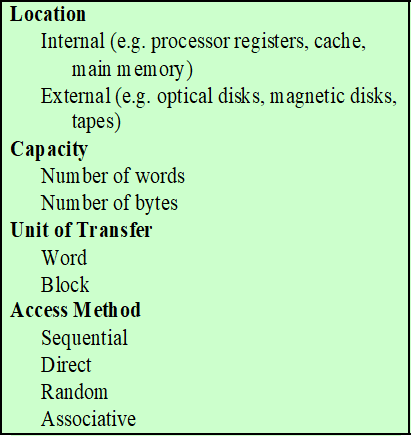 Location
Internal (e.g. processor registers, cache,
main memory)
External (e.g. optical disks, magnetic disks,
tapes)
Capacity
Number of words
Number of bytes
Unit of Transfer
Word
Block
Access Method
Sequential
Direct
Random
Associative